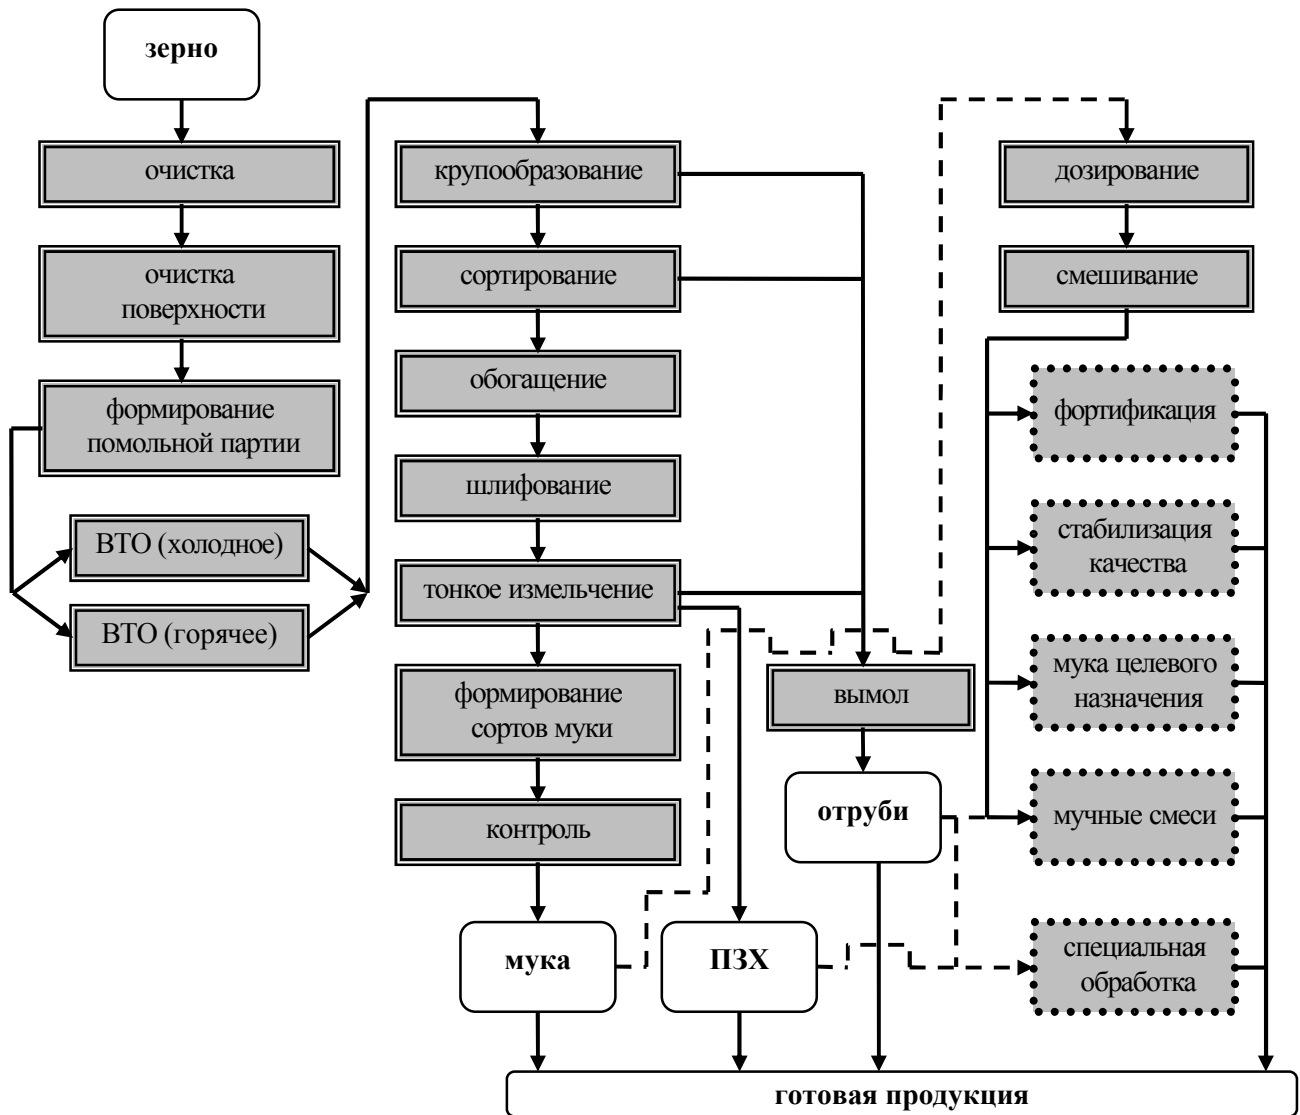 зерно
очистка
очистка
поверхности
формирование
помольной партии
ВТО (холодное)
ВТО (горячее)
крупообразование
сортирование
обогащение
шлифование
тонкое измельчение
формирование
сортов муки
контроль
мука
ПЗХ
вымол
отруби
дозирование
смешивание
фортификация
стабилизация
качества
мука целевого
назначения
мучные смеси
специальная
обработка
готовая продукция